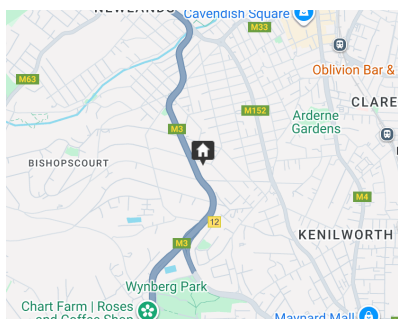 NEWLANDS
Cavendish Square
M33
Oblivion Bar &
M63
M152
CLARE
Arderne
Gardens
M3
BISHOPSCOURT
M4
12
KENILWORTH
M3
Wynberg Park
Chart Farm | Roses
and Coffee Shop
Maynard Mall